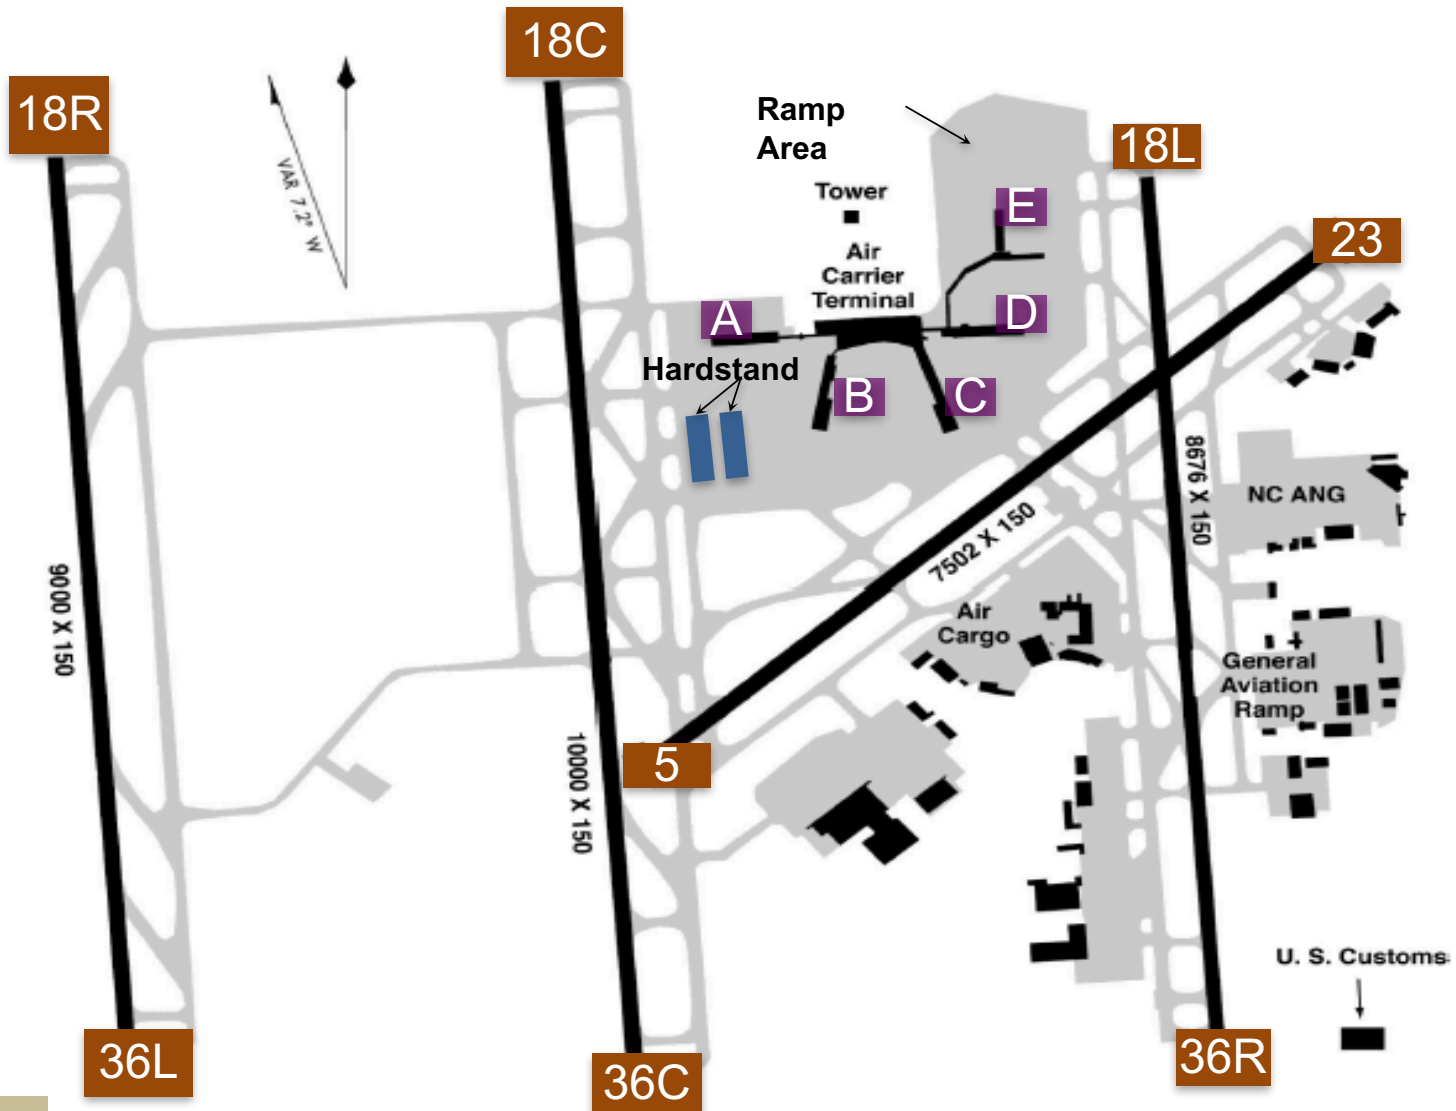 18C
18R
VAR 7.2° W
Ramp
Area
18L
Tower
E
23
Air
Carrier
Terminal
A
D
Hardstand
B
C
8676 X 150
NC ANG
7502 X 150
9000 X 150
Air
Cargo
General
Aviation
Ramp
5
10000 X 150
U. S. Customs
36L
36C
36R